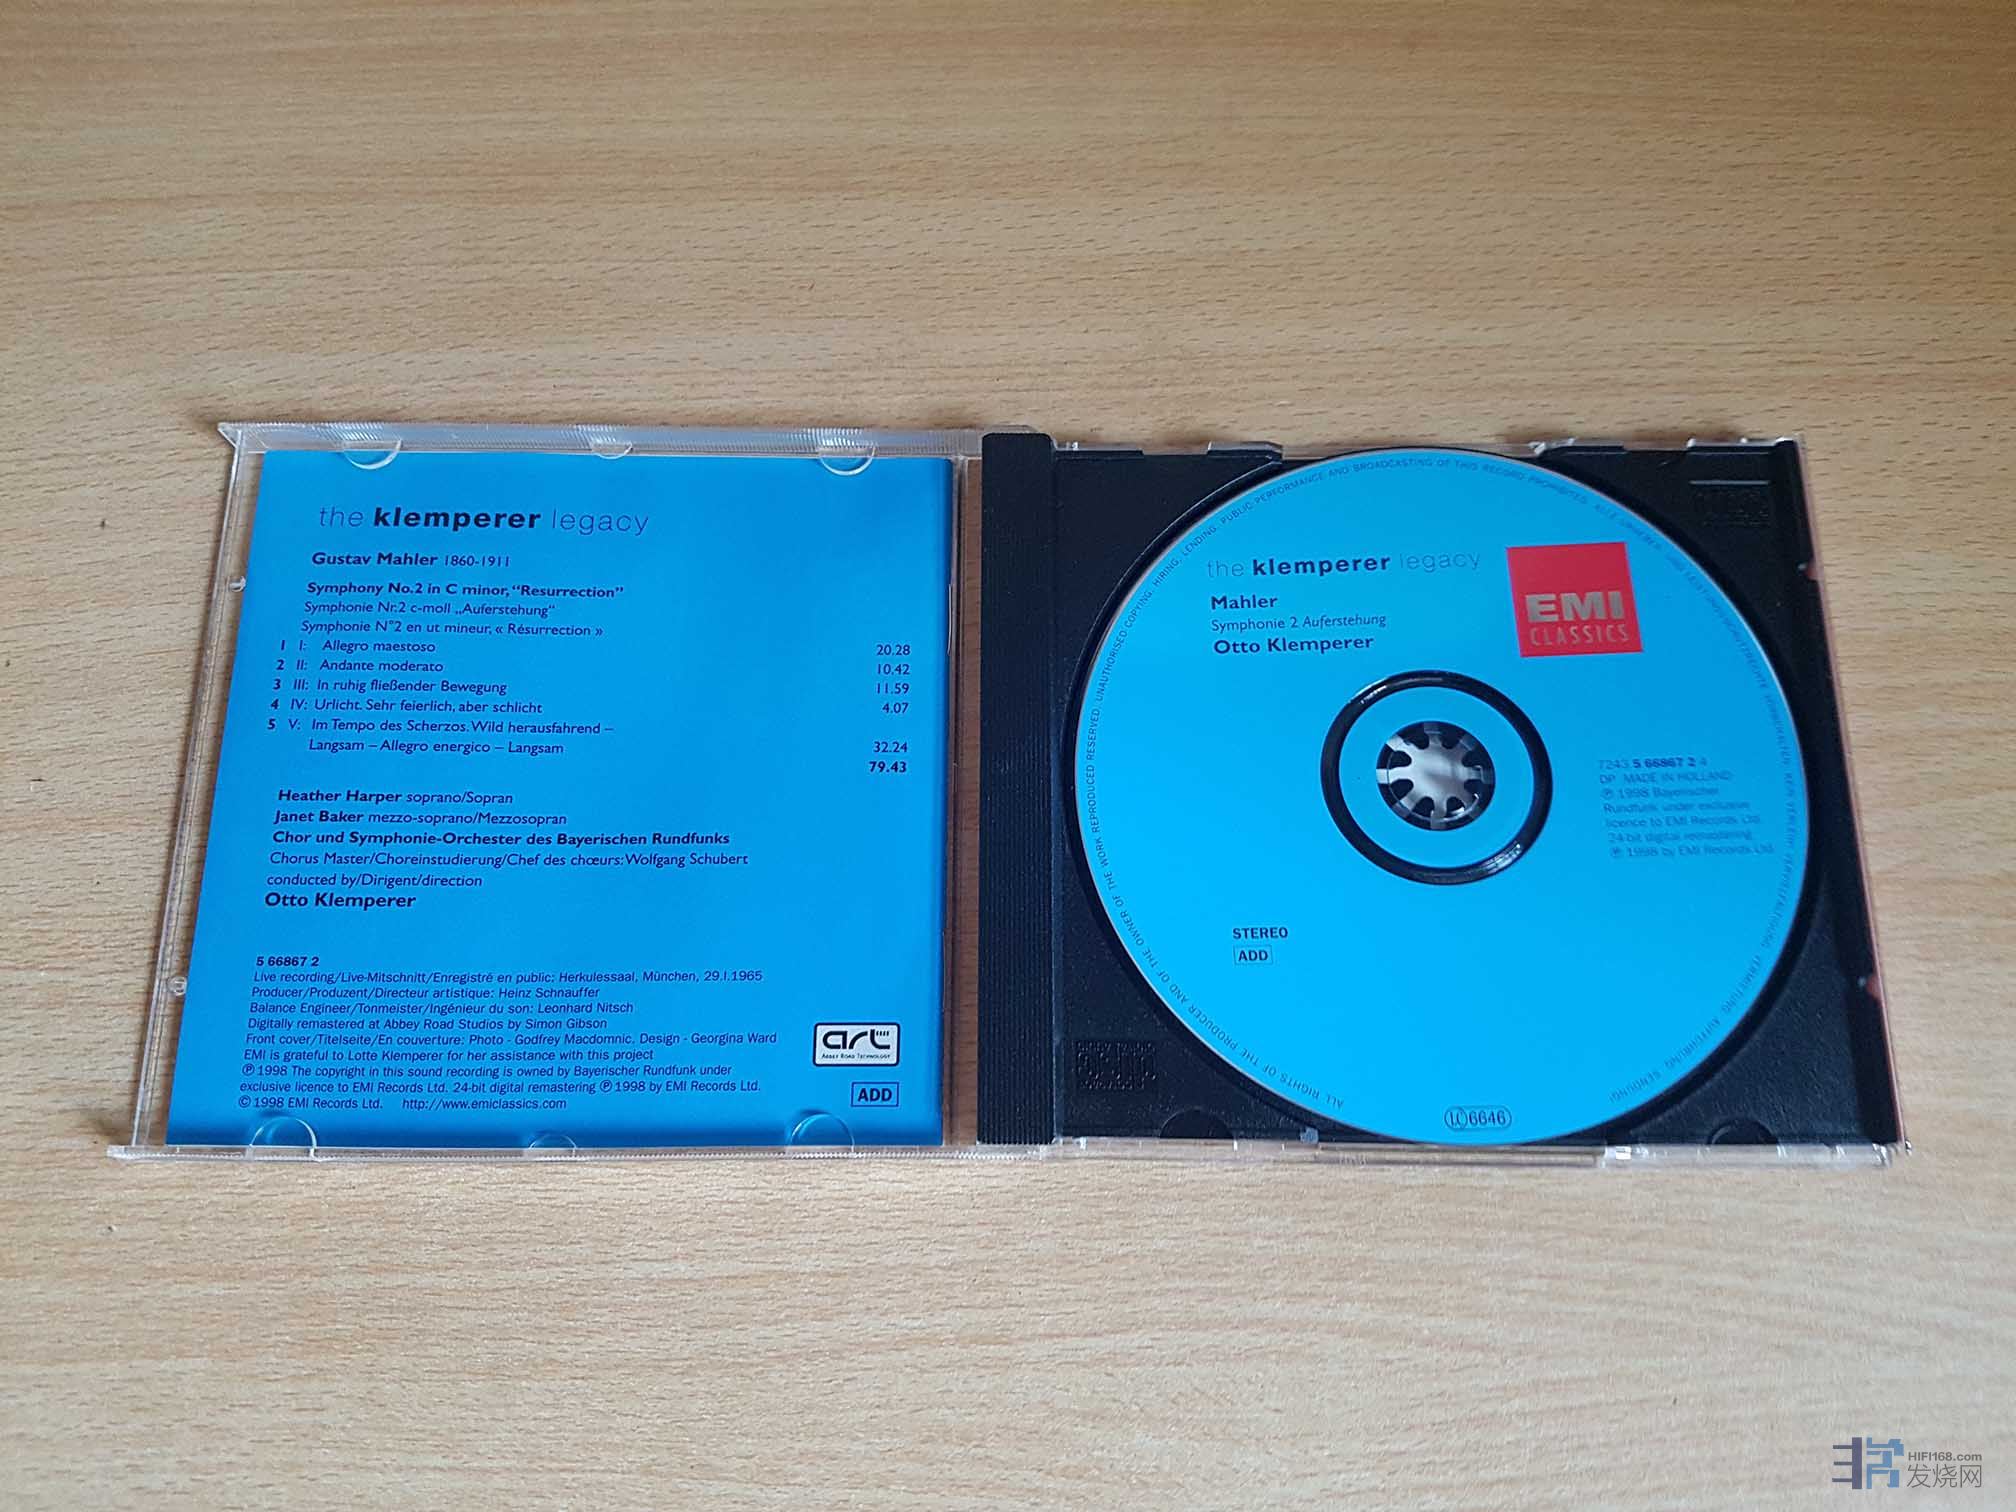 the klemperer legacy
Gustav Mahler 1860-1911
Symphony No.2 in C minor, “Resurrection”
Symphonie Nr.2 c-moll „Auferstehung“
Symphonie N°2 en ut mineur, « Résurrection »
1 I: Allegro maestoso 20.28
2 II: Andante moderato 10.42
3 III: In ruhig fließender Bewegung 11.59
4 IV: Urlicht. Sehr feierlich, aber schlicht 4.07
5 V: Im Tempo des Scherzos. Wild herausfahrend –
Langsam – Allegro energico – Langsam 32.24
79.43
Heather Harper soprano/Sopran
Janet Baker mezzo-soprano/Mezzosopran
Chor und Symphonie-Orchester des Bayerischen Rundfunks
Chorus Master/Choreinstudierung/Chef des chœurs: Wolfgang Schubert
conducted by/Dirigent/direction
Otto Klemperer
5 66867 2
Live recording/Live-Mitschnitt/Enregistré en public: Herkulessaal, München, 29.I.1965
Producer/Produzent/Directeur artistique: Heinz Schnauffer
Balance Engineer/Tonmeister/Ingénieur du son: Leonhard Nitsch
Digitally remastered at Abbey Road Studios by Simon Gibson
Front cover/Titelseite/En couverture: Photo - Godfrey Macdomnic, Design - Georgina Ward
EMI is grateful to Lotte Klemperer for her assistance with this project
℗ 1998 The copyright in this sound recording is owned by Bayerischer Rundfunk under
exclusive licence to EMI Records Ltd. 24-bit digital remastering ℗ 1998 by EMI Records Ltd.
© 1998 EMI Records Ltd. http://www.emiclassics.com
art
ABBEY ROAD TECHNOLOGY
ADD
the klemperer legacy
Mahler
Symphonie 2 Auferstehung
Otto Klemperer
EMI
CLASSICS
7243 5 66867 2 4
DP MADE IN HOLLAND
℗ 1998 Bayerischer
Rundfunk under exclusive
licence to EMI Records Ltd.
24-bit digital remastering
℗ 1998 by EMI Records Ltd.
STEREO
ADD
LC 6646
ALL RIGHTS OF THE PRODUCER AND OF THE OWNER OF THE WORK REPRODUCED RESERVED. UNAUTHORISED COPYING, HIRING, LENDING, PUBLIC PERFORMANCE AND BROADCASTING OF THIS RECORD PROHIBITED.
HIFI168.com
发烧网